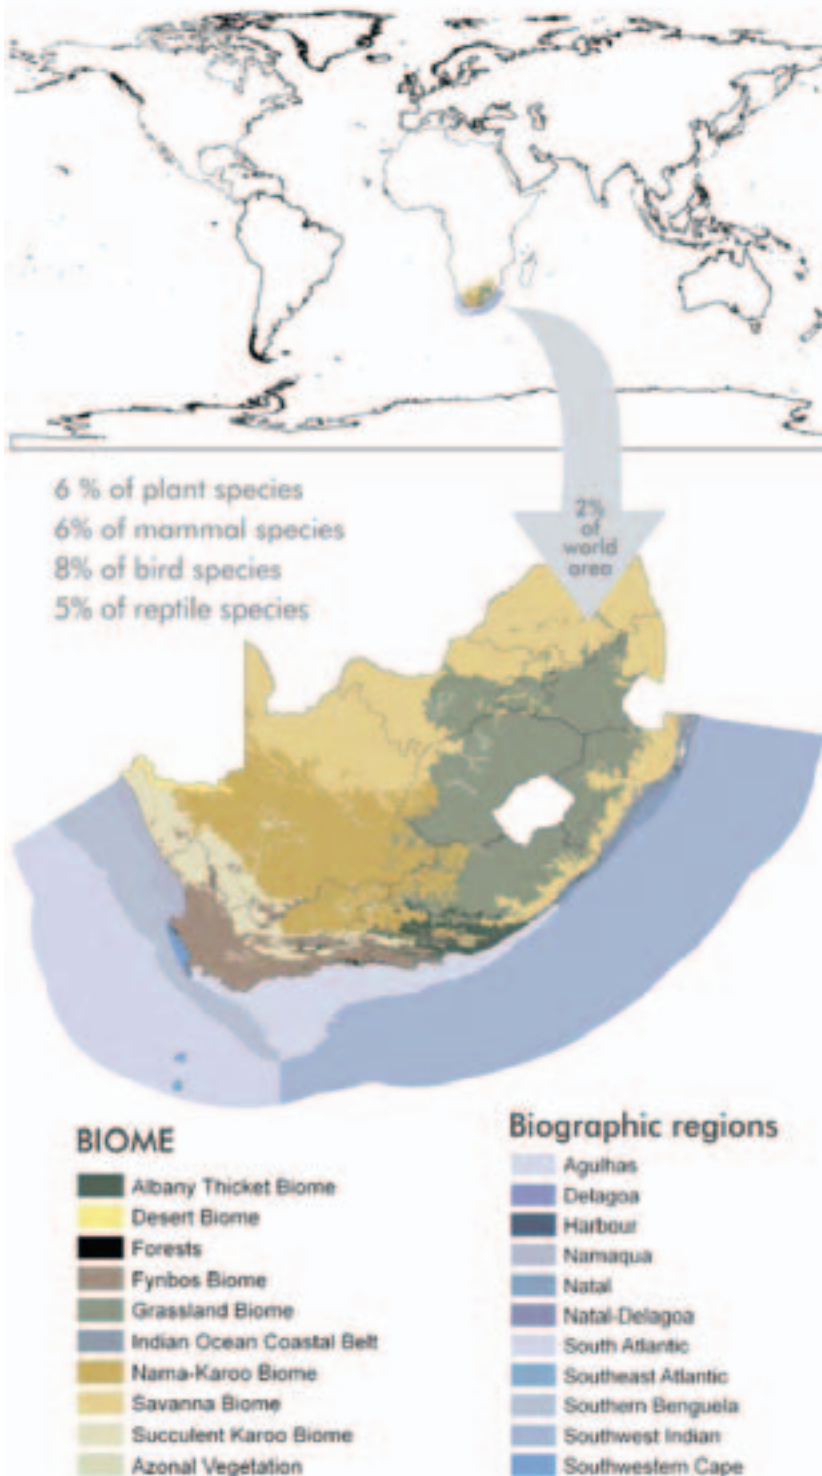 6 % of plant species
6% of mammal species
8% of bird species
5% of reptile species
2%
of
world
area
BIOME
Albany Thicket Biome
Desert Biome
Forests
Fynbos Biome
Grassland Biome
Indian Ocean Coastal Belt
Nama-Karoo Biome
Savanna Biome
Succulent Karoo Biome
Azonal Vegetation
Biographic regions
Agulhas
Delagoa
Harbour
Namaqua
Natal
Natal-Delagoa
South Atlantic
Southeast Atlantic
Southern Benguela
Southwest Indian
Southwestern Cape